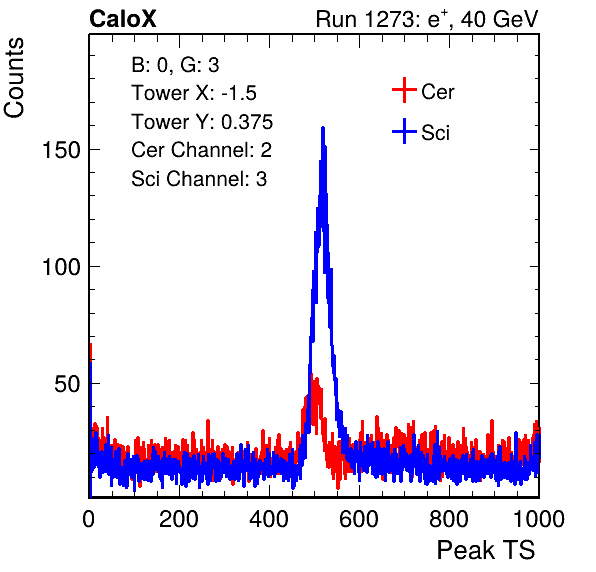 CaloX Run 1273: e⁺, 40 GeV
Counts
B: 0, G: 3
Tower X: -1.5
Tower Y: 0.375
Cer Channel: 2
Sci Channel: 3
Cer
Sci
150
100
50
0 200 400 600 800 1000
Peak TS